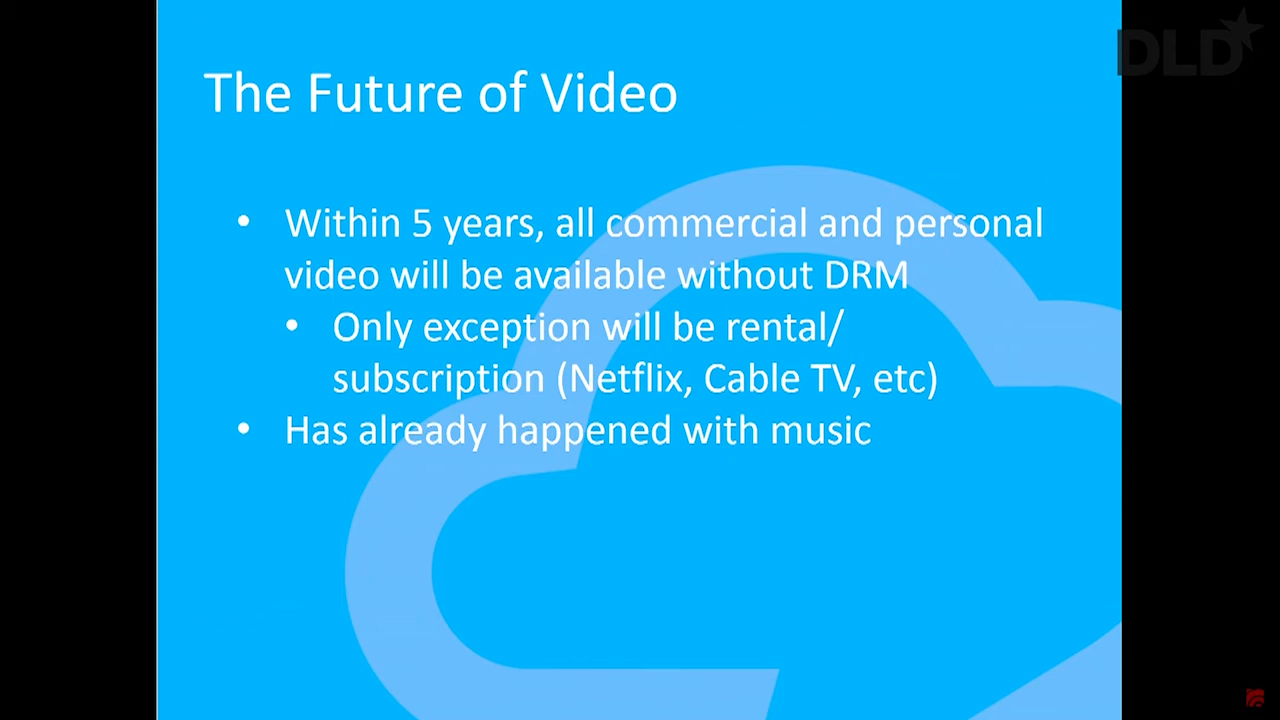 DLD
The Future of Video
• Within 5 years, all commercial and personal
video will be available without DRM
• Only exception will be rental/
subscription (Netflix, Cable TV, etc)
• Has already happened with music